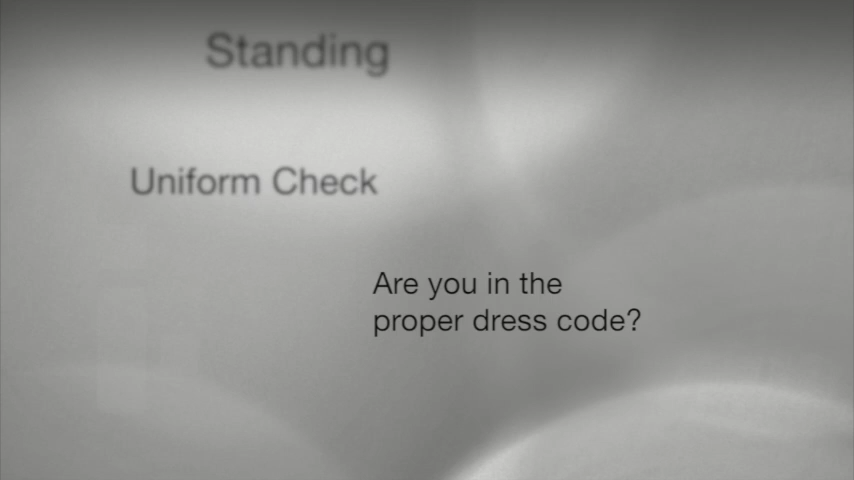 Standing
Uniform Check
Are you in the
proper dress code?